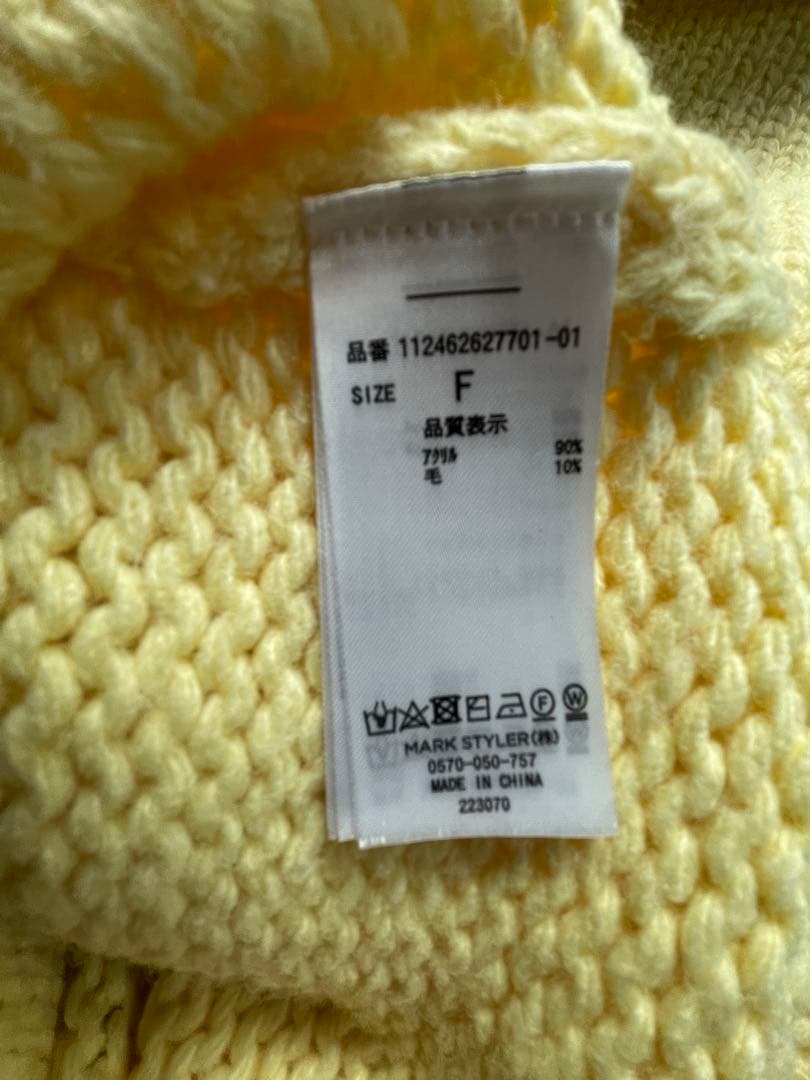 品番 112462627701-01
SIZE F
品質表示
アクリル 90%
毛 10%
F W
MARK STYLER(株)
0570-050-757
MADE IN CHINA
223070